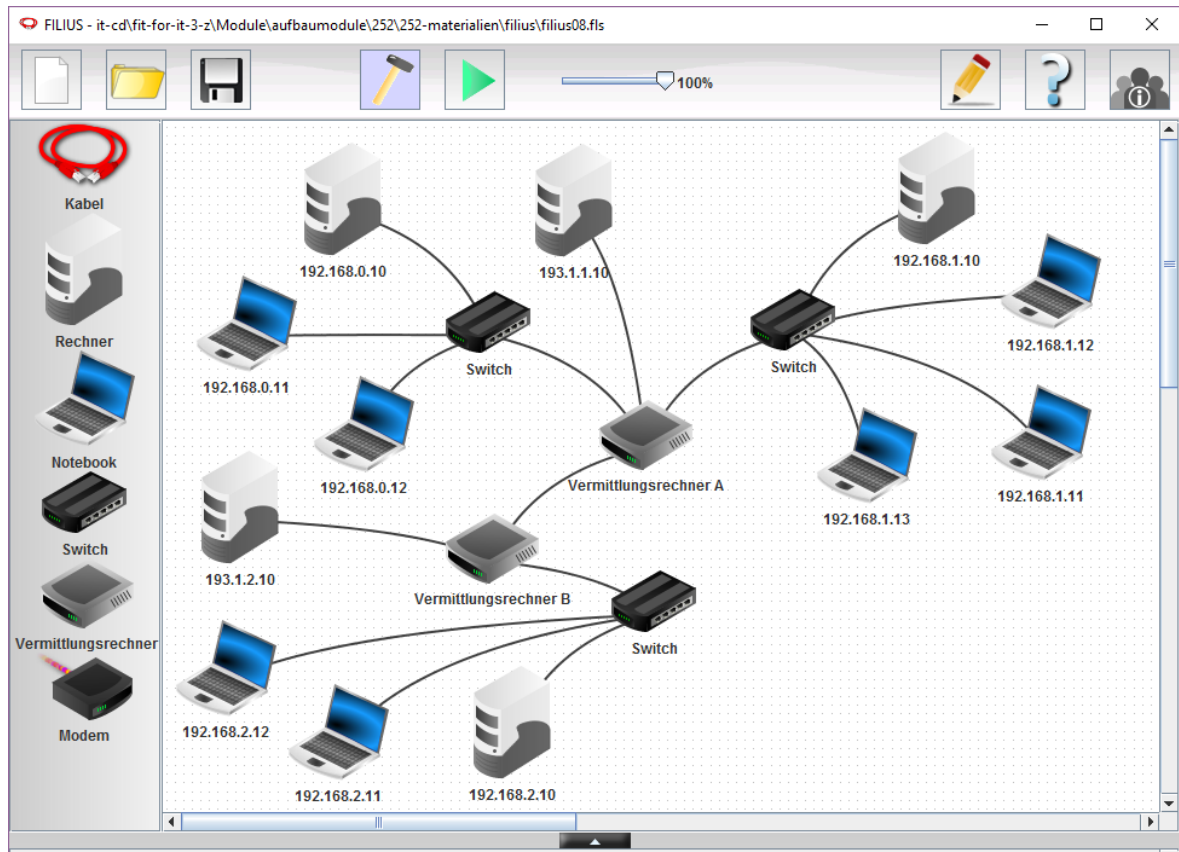 FILIUS - it-cd\fit-for-it-3-z\Module\aufbaumodule\252\252-materialien\filius\filius08.fls
100%
Kabel
Rechner
Notebook
Switch
Vermittlungsrechner
Modem
192.168.0.10
193.1.1.10
192.168.1.10
192.168.0.11
Switch
Switch
192.168.1.12
192.168.0.12
Vermittlungsrechner A
192.168.1.13
192.168.1.11
193.1.2.10
Vermittlungsrechner B
Switch
192.168.2.12
192.168.2.11
192.168.2.10